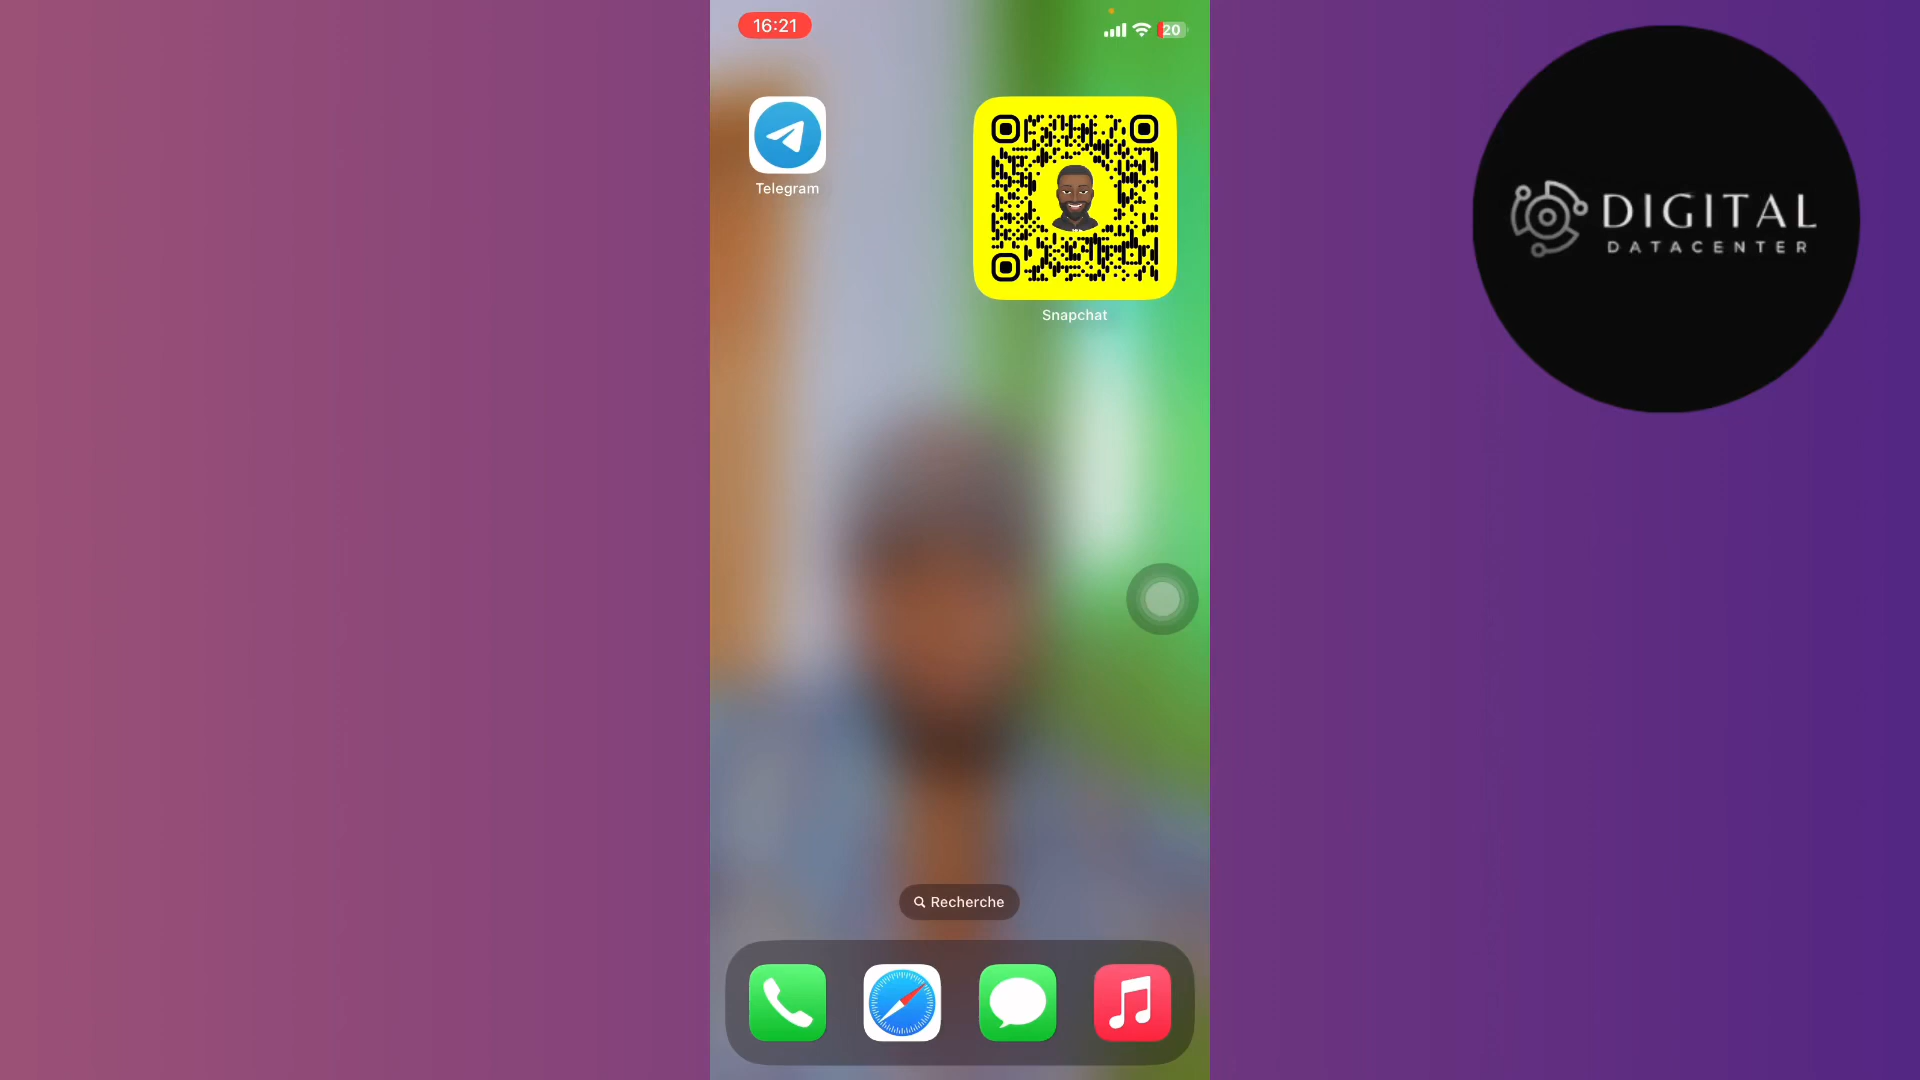 16:21
20
Telegram
Snapchat
DIGITAL
DATACENTER
Recherche